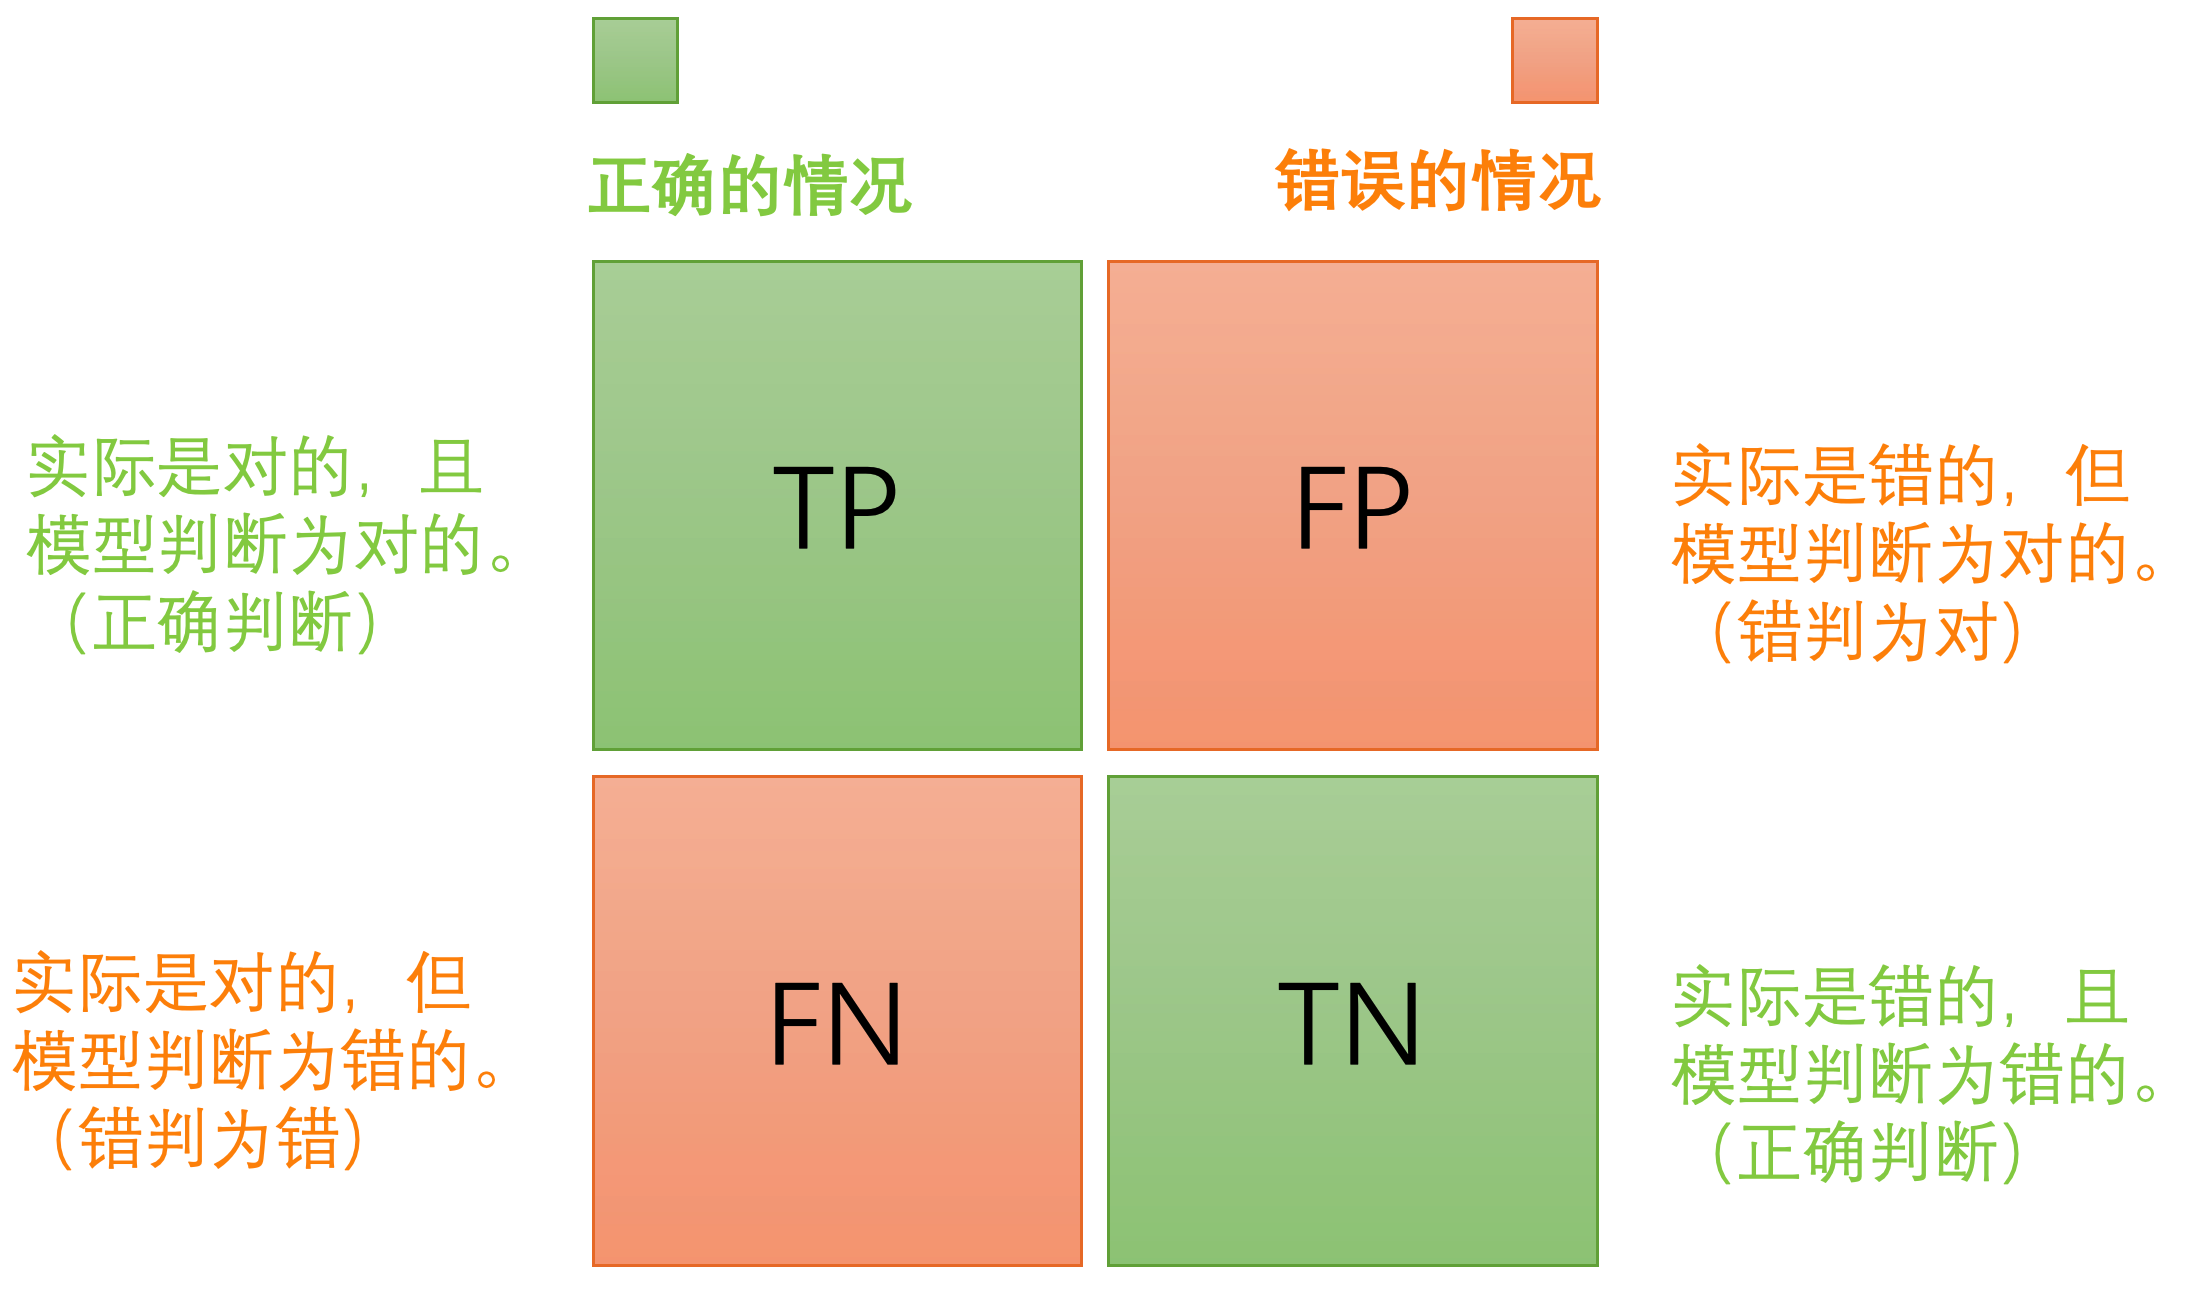 正确的情况
错误的情况
实际是对的，且
模型判断为对的。
（正确判断）
TP
FP
实际是错的，但
模型判断为对的。
（错判为对）
实际是对的，但
模型判断为错的。
（错判为错）
FN
TN
实际是错的，且
模型判断为错的。
（正确判断）